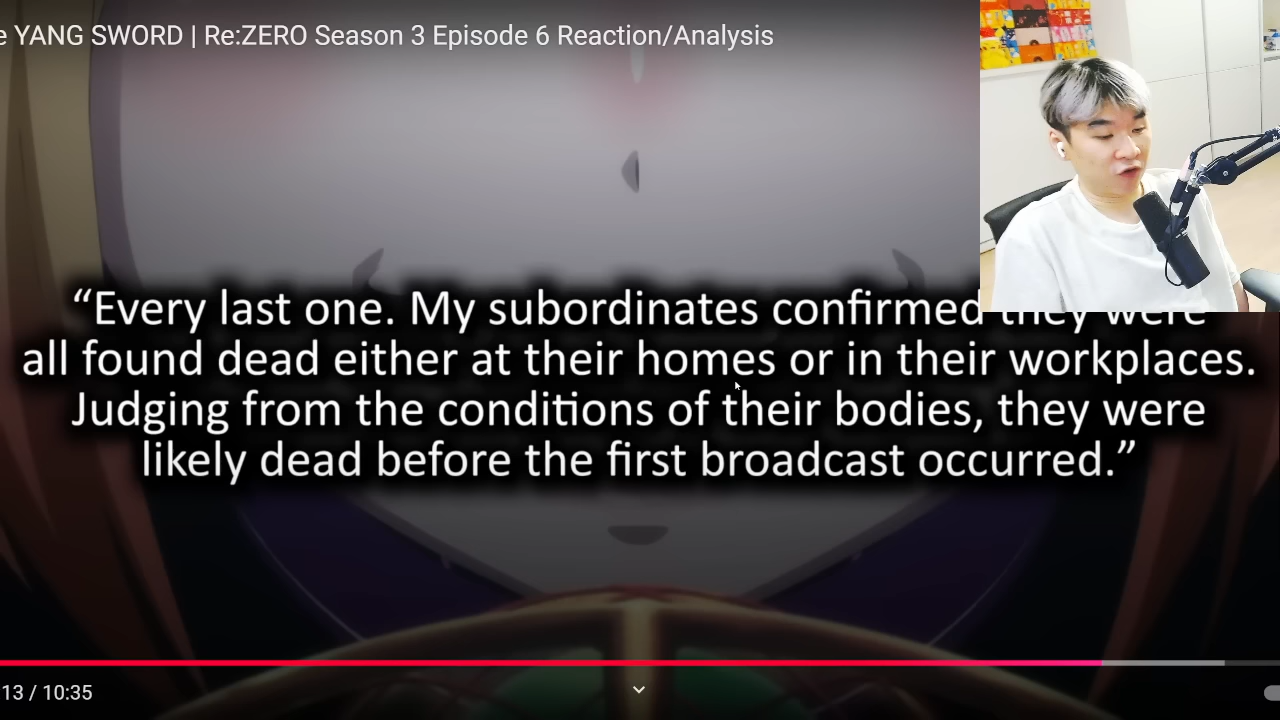 e YANG SWORD | Re:ZERO Season 3 Episode 6 Reaction/Analysis
“Every last one. My subordinates confirmed they were
all found dead either at their homes or in their workplaces.
Judging from the conditions of their bodies, they were
likely dead before the first broadcast occurred.”
13 / 10:35